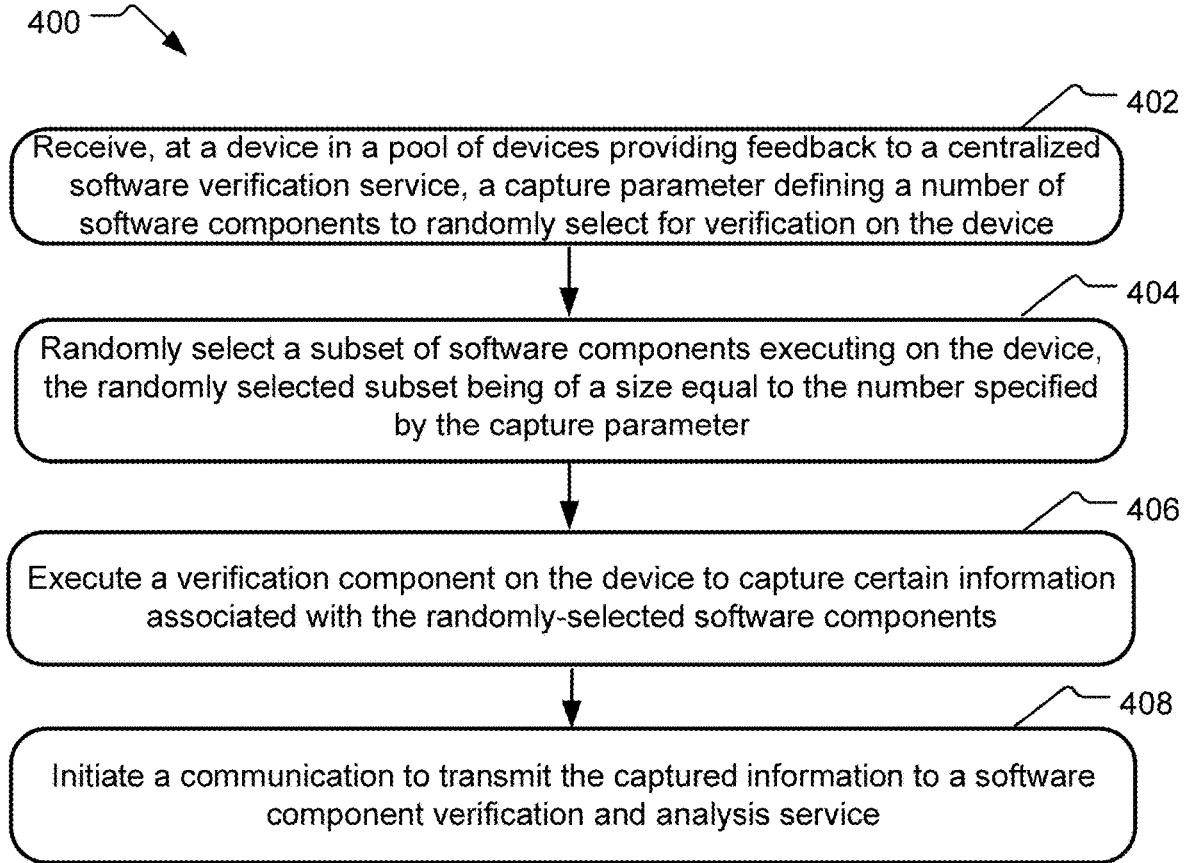 400
402
Receive, at a device in a pool of devices providing feedback to a centralized
software verification service, a capture parameter defining a number of
software components to randomly select for verification on the device
404
Randomly select a subset of software components executing on the device,
the randomly selected subset being of a size equal to the number specified
by the capture parameter
406
Execute a verification component on the device to capture certain information
associated with the randomly-selected software components
408
Initiate a communication to transmit the captured information to a software
component verification and analysis service